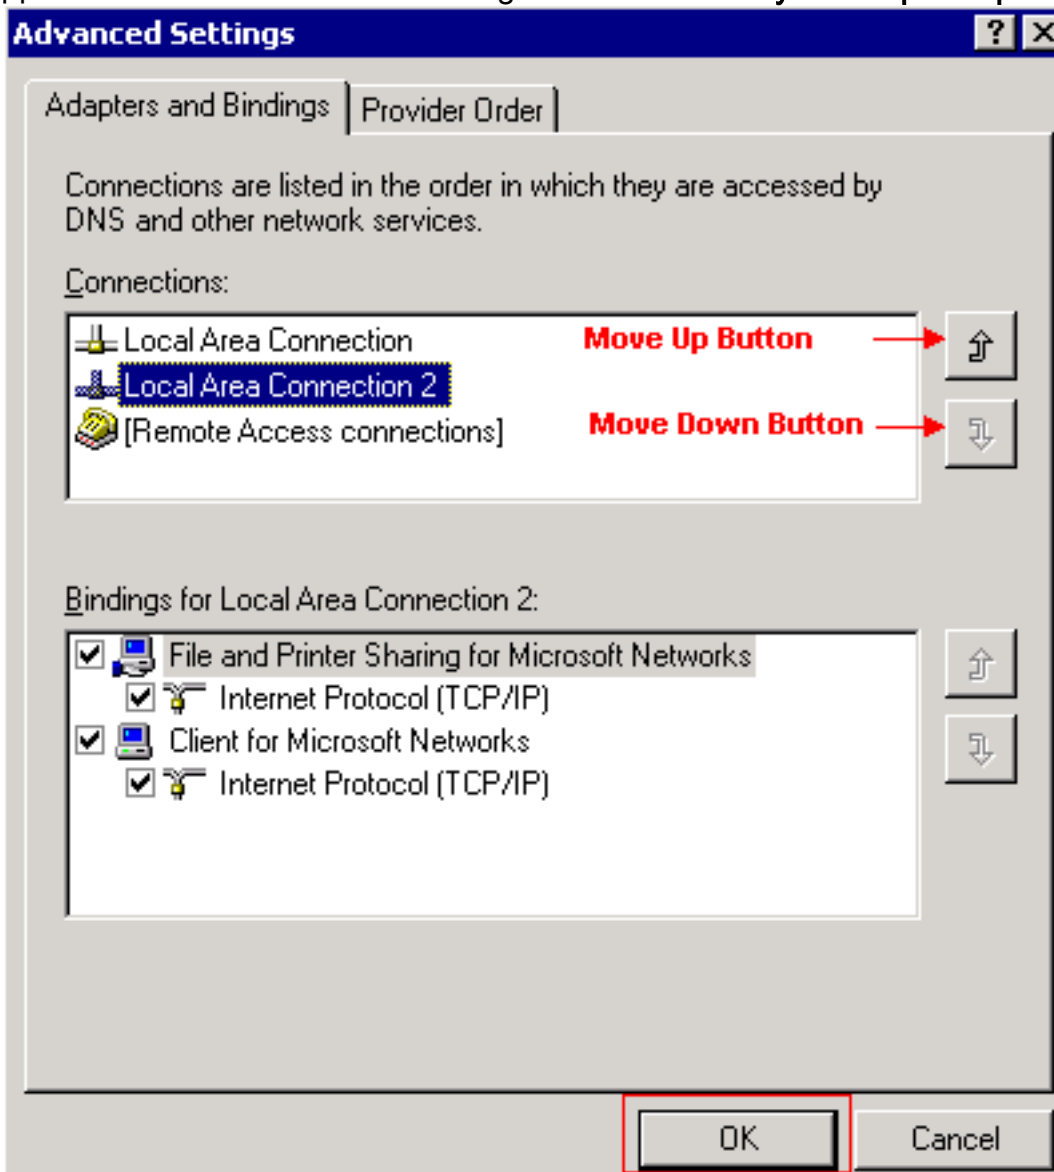 Advanced Settings
Adapters and Bindings
Provider Order
Connections are listed in the order in which they are accessed by
DNS and other network services.
Connections:
Local Area Connection
Move Up Button
Local Area Connection 2
[Remote Access connections]
Move Down Button
Bindings for Local Area Connection 2:
File and Printer Sharing for Microsoft Networks
Internet Protocol (TCP/IP)
Client for Microsoft Networks
Internet Protocol (TCP/IP)
OK
Cancel